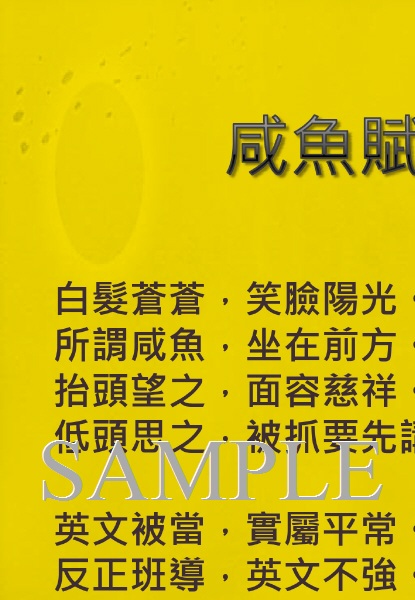 咸魚賦
白髮蒼蒼，笑臉陽光，
所謂咸魚，坐在前方。
抬頭望之，面容慈祥。
低頭思之，被抓要先講
SAMPLE
英文被當，實屬平常。
反正班導，英文不強。